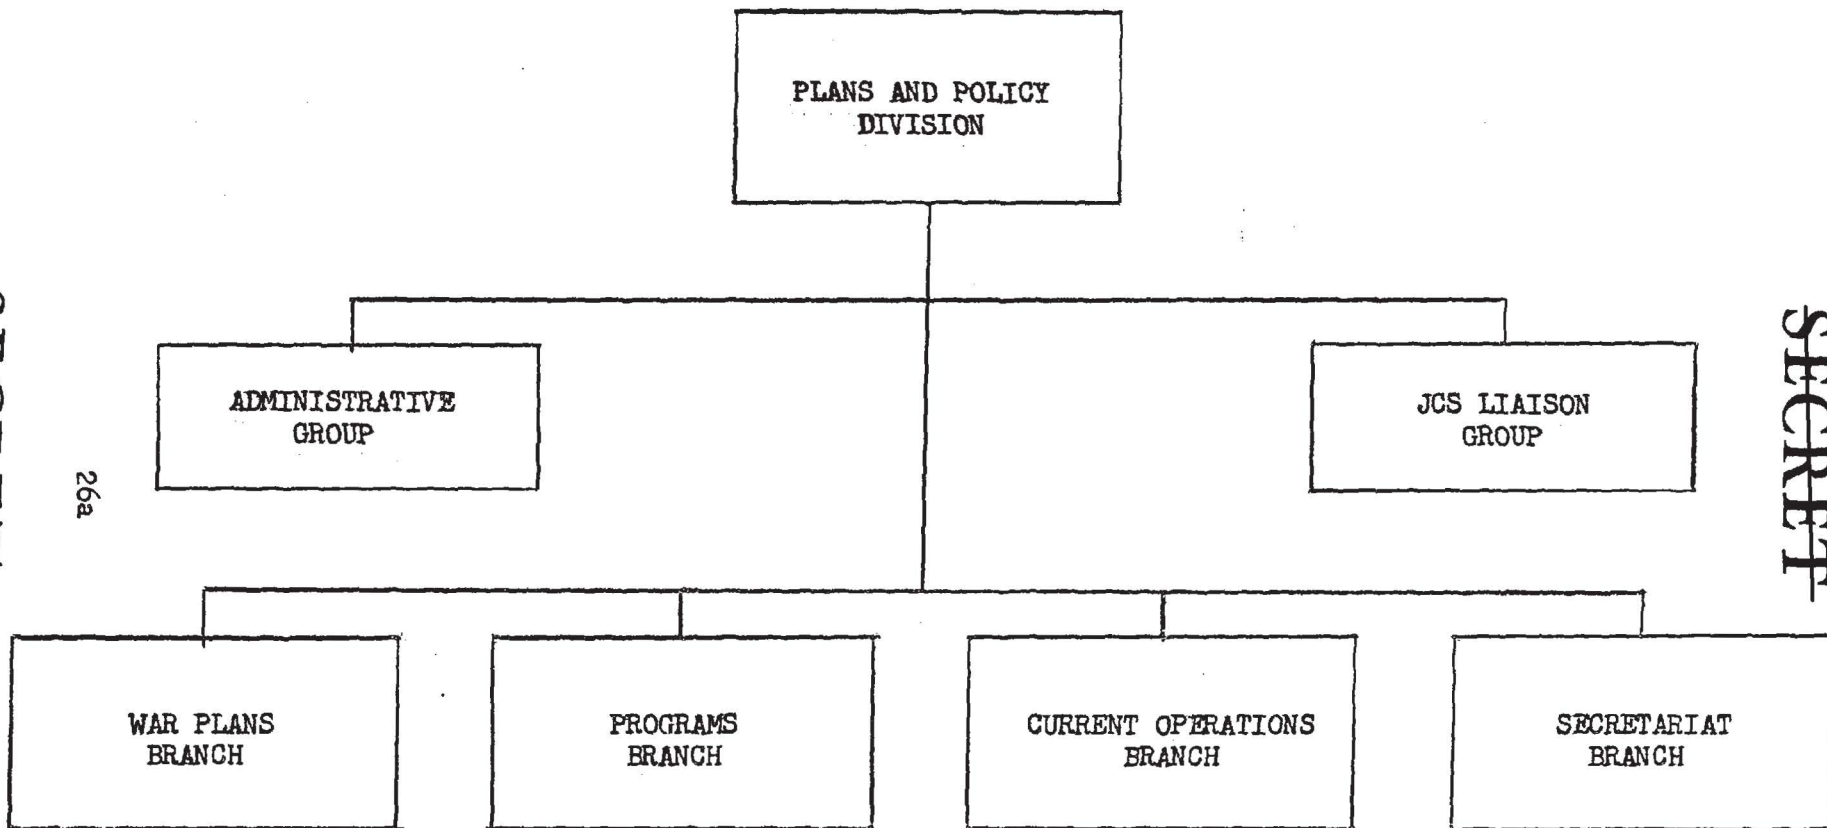 PLANS AND POLICY
DIVISION
ADMINISTRATIVE
GROUP
JCS LIAISON
GROUP
SECRET
26a
WAR PLANS
BRANCH
PROGRAMS
BRANCH
CURRENT OPERATIONS
BRANCH
SECRETARIAT
BRANCH